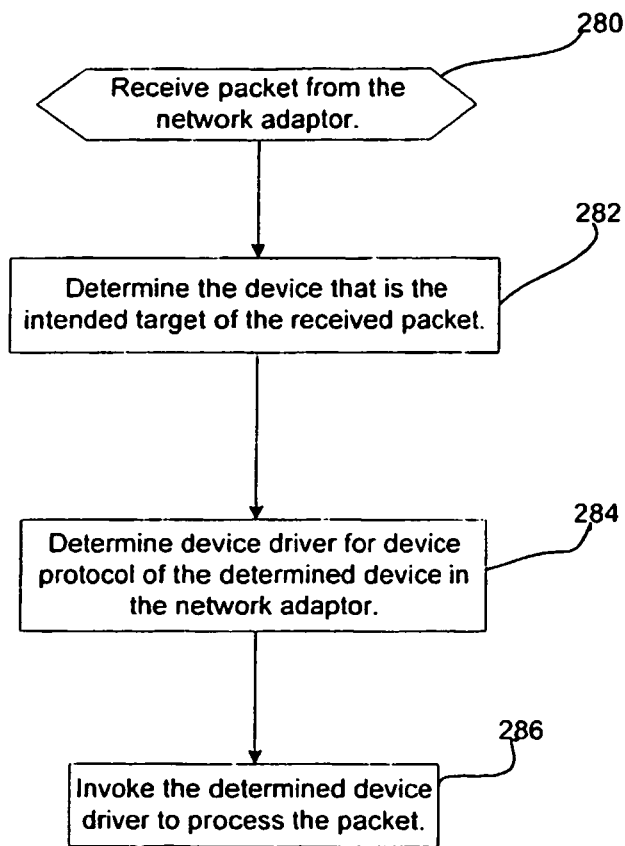 280
Receive packet from the
network adaptor.
282
Determine the device that is the
intended target of the received packet.
284
Determine device driver for device
protocol of the determined device in
the network adaptor.
286
Invoke the determined device
driver to process the packet.